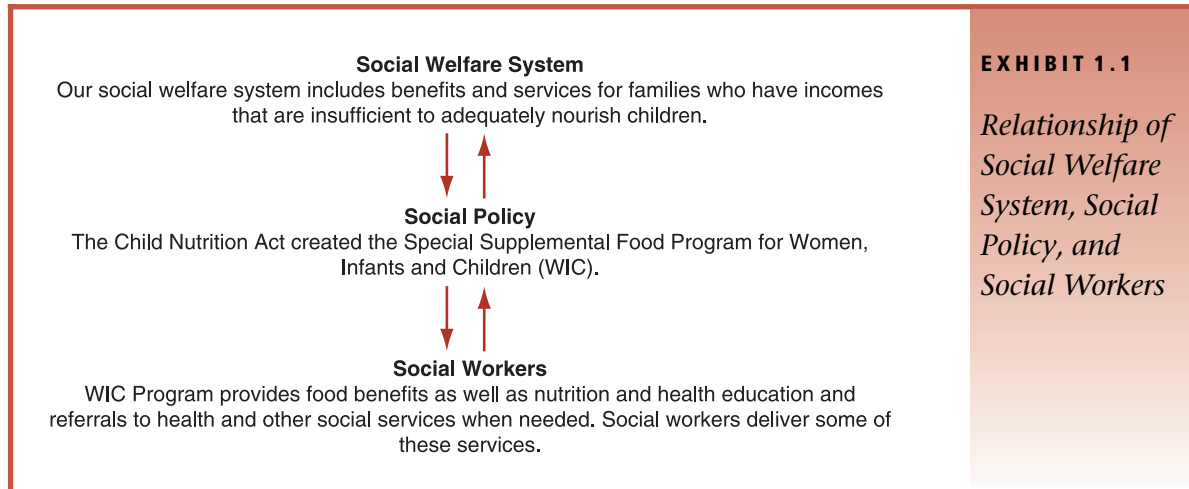 Social Welfare System
Our social welfare system includes benefits and services for families who have incomes
that are insufficient to adequately nourish children.
Social Policy
The Child Nutrition Act created the Special Supplemental Food Program for Women,
Infants and Children (WIC).
Social Workers
WIC Program provides food benefits as well as nutrition and health education and
referrals to health and other social services when needed. Social workers deliver some of
these services.
EXHIBIT 1.1
Relationship of
Social Welfare
System, Social
Policy, and
Social Workers